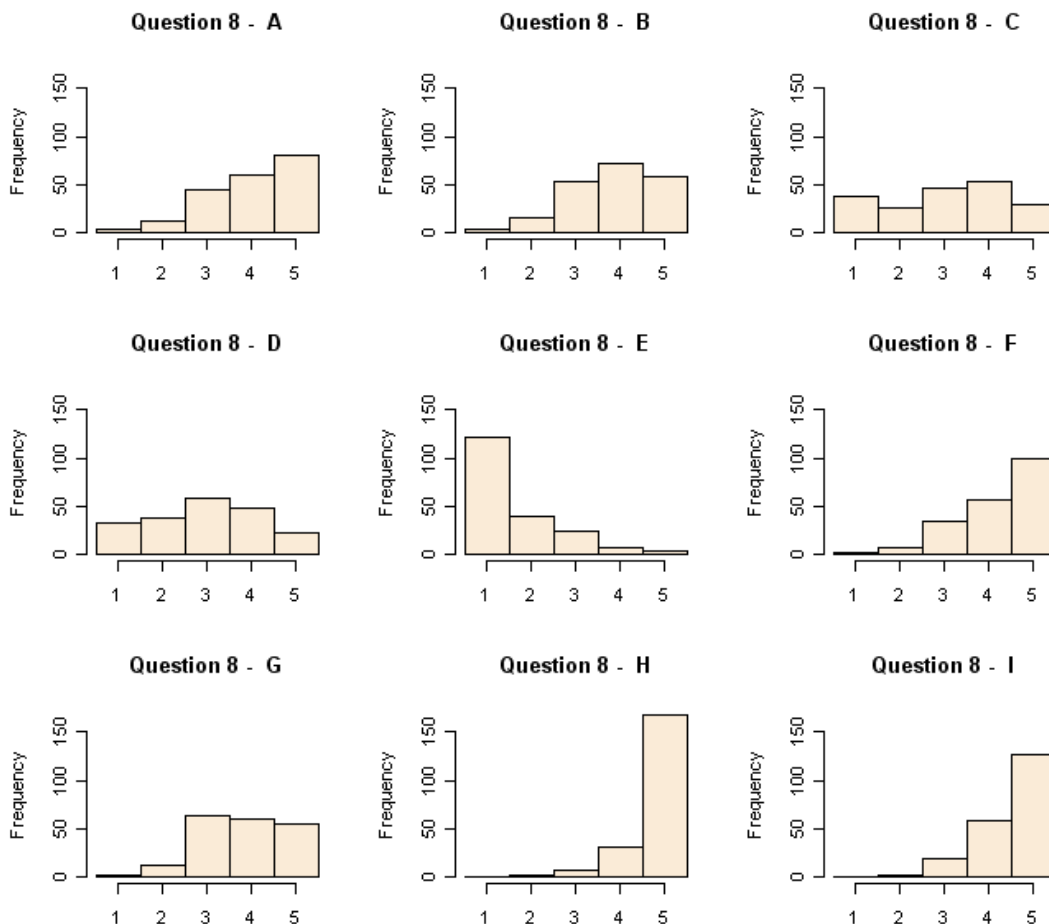 Question 8 - A
Question 8 - B
Question 8 - C
Frequency
0 50 100 150
1 2 3 4 5
Frequency
0 50 100 150
1 2 3 4 5
Frequency
0 50 100 150
1 2 3 4 5
Question 8 - D
Question 8 - E
Question 8 - F
Frequency
0 50 100 150
1 2 3 4 5
Frequency
0 50 100 150
1 2 3 4 5
Frequency
0 50 100 150
1 2 3 4 5
Question 8 - G
Question 8 - H
Question 8 - I
Frequency
0 50 100 150
1 2 3 4 5
Frequency
0 50 100 150
1 2 3 4 5
Frequency
0 50 100 150
1 2 3 4 5